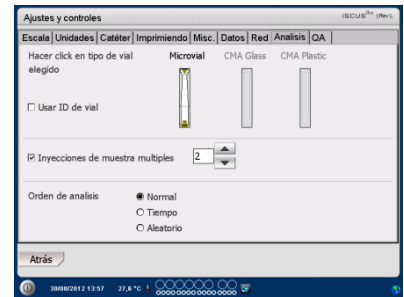 Ajustes y controles
ISCUS flex |Rev L
Escala Unidades Catéter Imprimiendo Misc. Datos Red Analisis QA
Hacer click en tipo de vial elegido
Microvial CMA Glass CMA Plastic
Usar ID de vial
Inyecciones de muestra multiples 2
Orden de analisis Normal
Tiempo
Aleatorio
Atrás
30/08/2012 13:57 27,6 °C